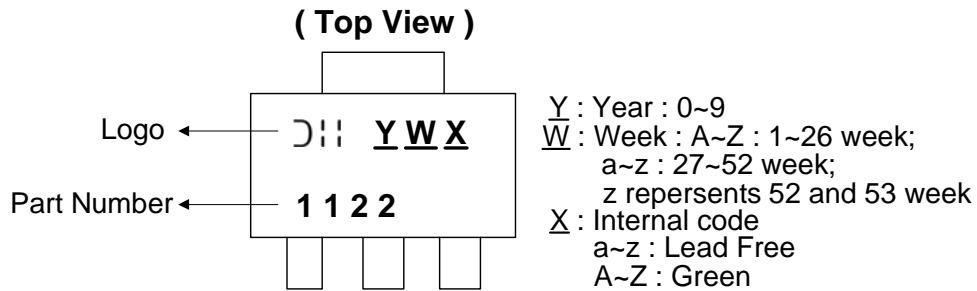 ( Top View )
Logo
Y W X
Part Number
1 1 2 2
Y : Year : 0~9
W : Week : A~Z : 1~26 week;
a~z : 27~52 week;
z repersents 52 and 53 week
X : Internal code
a~z : Lead Free
A~Z : Green